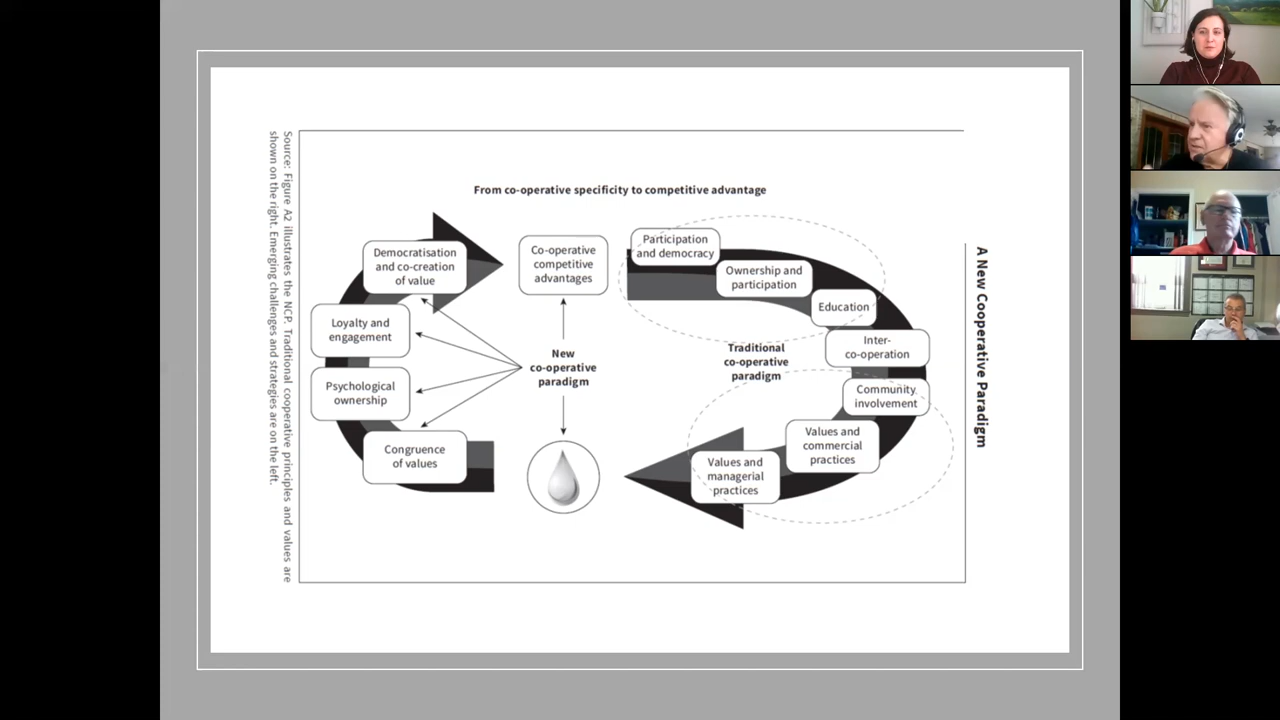 From co-operative specificity to competitive advantage
Democratisation
and co-creation
of value
Loyalty and
engagement
Psychological
ownership
Congruence
of values
Co-operative
competitive
advantages
New
co-operative
paradigm
Participation
and democracy
Ownership and
participation
Education
Inter-
co-operation
Community
involvement
Values and
commercial
practices
Values and
managerial
practices
Traditional
co-operative
paradigm
A New Cooperative Paradigm
Source: Figure A2 illustrates the NCP. Traditional cooperative principles and values are
shown on the right. Emerging challenges and strategies are on the left.